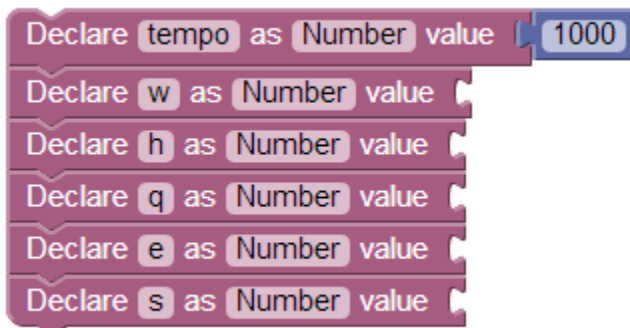 Declare tempo as Number value 1000
Declare w as Number value
Declare h as Number value
Declare q as Number value
Declare e as Number value
Declare s as Number value